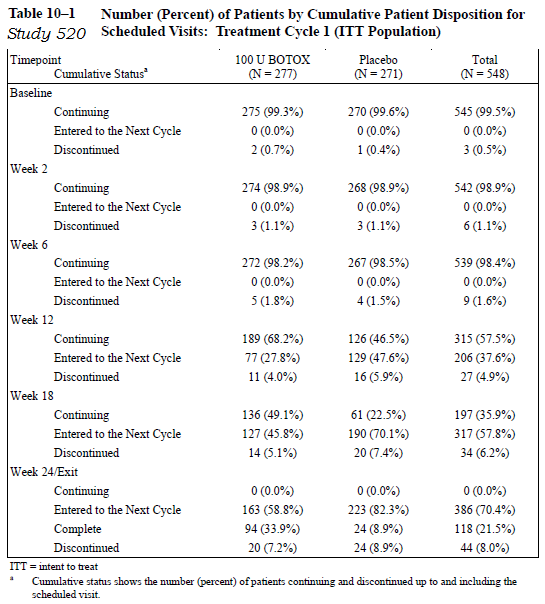 Table 10–1 Number (Percent) of Patients by Cumulative Patient Disposition for
Study 520 Scheduled Visits: Treatment Cycle 1 (ITT Population)
Timepoint 100 U BOTOX Placebo Total
Cumulative Statusᵃ (N = 277) (N = 271) (N = 548)
Baseline
Continuing 275 (99.3%) 270 (99.6%) 545 (99.5%)
Entered to the Next Cycle 0 (0.0%) 0 (0.0%) 0 (0.0%)
Discontinued 2 (0.7%) 1 (0.4%) 3 (0.5%)
Week 2
Continuing 274 (98.9%) 268 (98.9%) 542 (98.9%)
Entered to the Next Cycle 0 (0.0%) 0 (0.0%) 0 (0.0%)
Discontinued 3 (1.1%) 3 (1.1%) 6 (1.1%)
Week 6
Continuing 272 (98.2%) 267 (98.5%) 539 (98.4%)
Entered to the Next Cycle 0 (0.0%) 0 (0.0%) 0 (0.0%)
Discontinued 5 (1.8%) 4 (1.5%) 9 (1.6%)
Week 12
Continuing 189 (68.2%) 126 (46.5%) 315 (57.5%)
Entered to the Next Cycle 77 (27.8%) 129 (47.6%) 206 (37.6%)
Discontinued 11 (4.0%) 16 (5.9%) 27 (4.9%)
Week 18
Continuing 136 (49.1%) 61 (22.5%) 197 (35.9%)
Entered to the Next Cycle 127 (45.8%) 190 (70.1%) 317 (57.8%)
Discontinued 14 (5.1%) 20 (7.4%) 34 (6.2%)
Week 24/Exit
Continuing 0 (0.0%) 0 (0.0%) 0 (0.0%)
Entered to the Next Cycle 163 (58.8%) 223 (82.3%) 386 (70.4%)
Complete 94 (33.9%) 24 (8.9%) 118 (21.5%)
Discontinued 20 (7.2%) 24 (8.9%) 44 (8.0%)
ITT = intent to treat
ᵃ Cumulative status shows the number (percent) of patients continuing and discontinued up to and including the
scheduled visit.